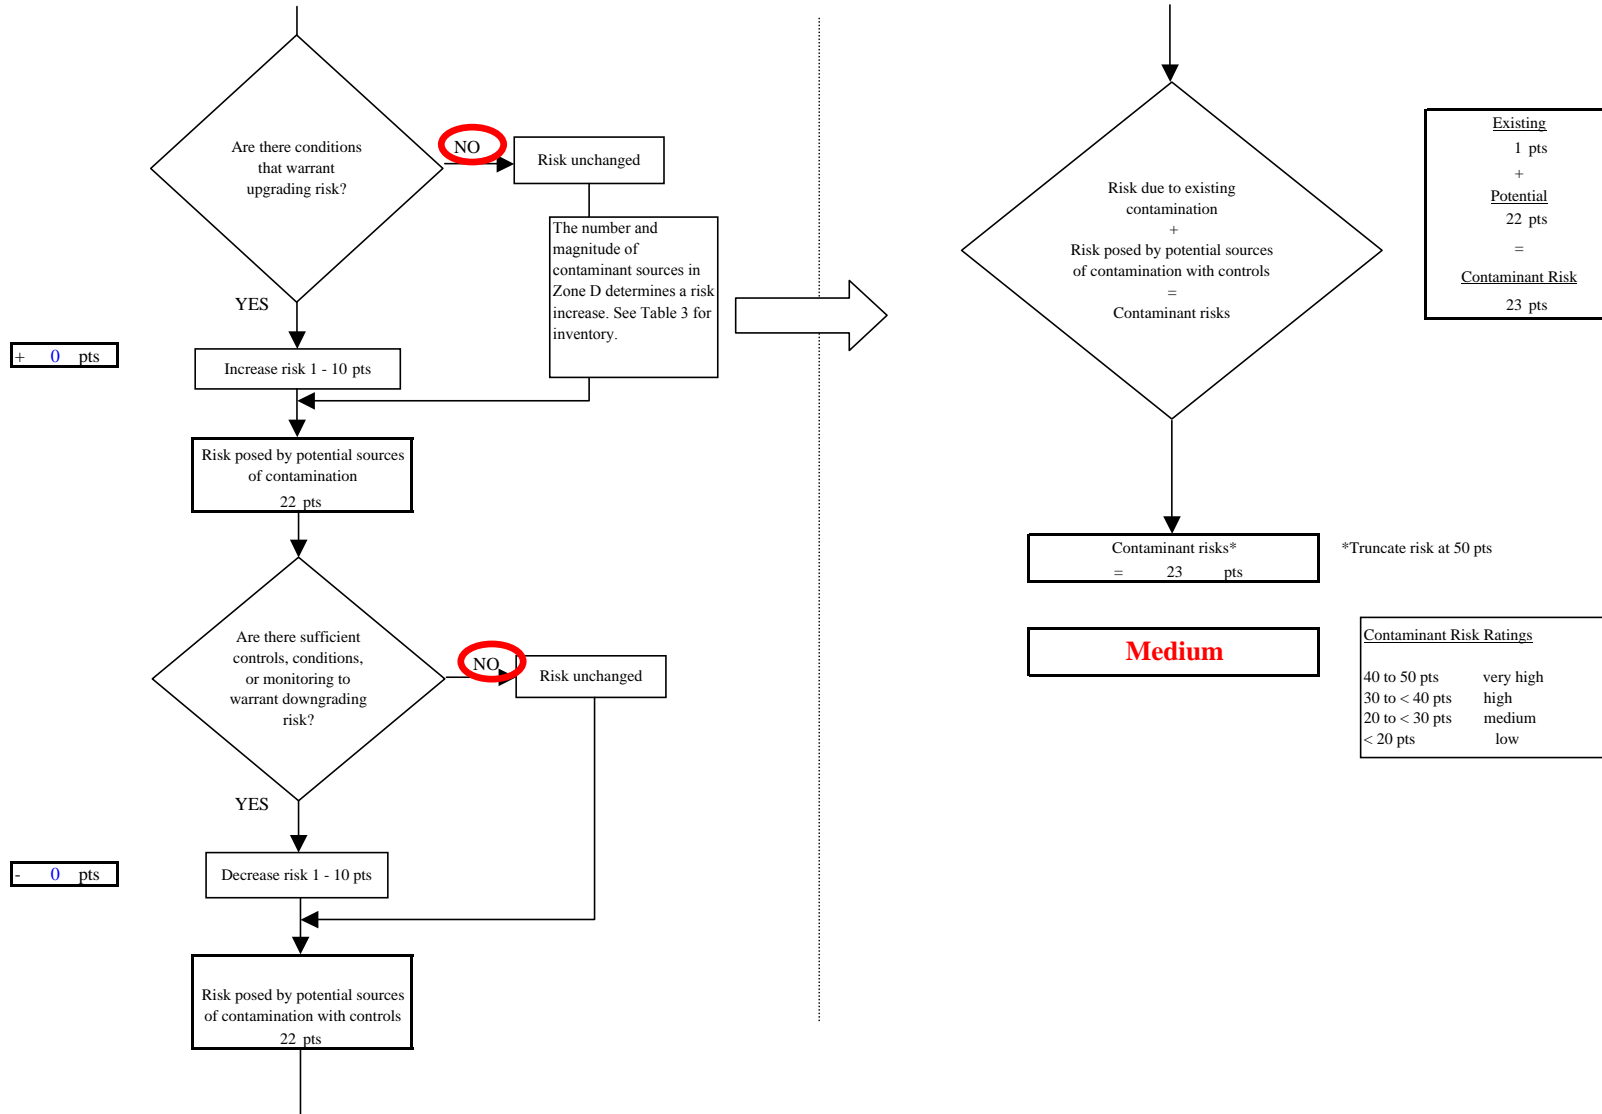 Are there conditions
that warrant
upgrading risk?
NO
Risk unchanged
The number and
magnitude of
contaminant sources in
Zone D determines a risk
increase. See Table 3 for
inventory.
YES
+ 0 pts
Increase risk 1 - 10 pts
Risk posed by potential sources
of contamination
22 pts
Are there sufficient
controls, conditions,
or monitoring to
warrant downgrading
risk?
NO
Risk unchanged
YES
- 0 pts
Decrease risk 1 - 10 pts
Risk posed by potential sources
of contamination with controls
22 pts
Risk due to existing
contamination
+
Risk posed by potential sources
of contamination with controls
=
Contaminant risks
Existing
1 pts
+
Potential
22 pts
=
Contaminant Risk
23 pts
Contaminant risks*
= 23 pts
*Truncate risk at 50 pts
Medium
Contaminant Risk Ratings
40 to 50 pts very high
30 to < 40 pts high
20 to < 30 pts medium
< 20 pts low